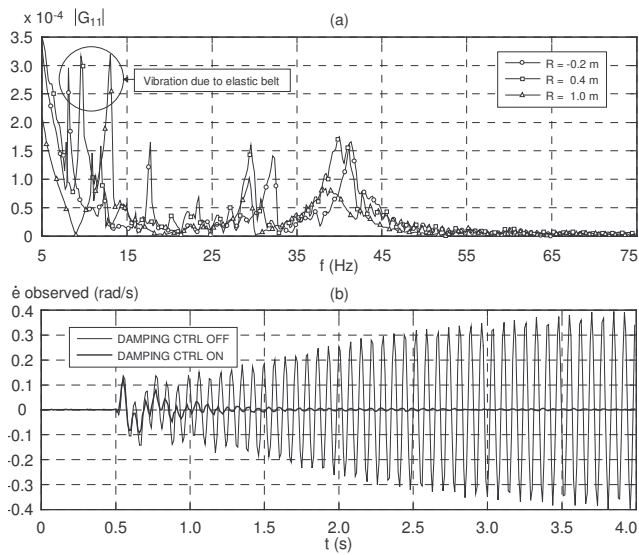 x 10⁻⁴ |G₁₁| (a)
3.5
3.0
2.5
2.0
1.5
1.0
0.5
0
Vibration due to elastic belt
R = -0.2 m
R = 0.4 m
R = 1.0 m
5 15 25 35 45 55 65 75
f (Hz)
ė observed (rad/s) (b)
0.4
0.3
0.2
0.1
0
-0.1
-0.2
-0.3
-0.4
DAMPING CTRL OFF
DAMPING CTRL ON
0 0.5 1.0 1.5 2.0 2.5 3.0 3.5 4.0
t (s)